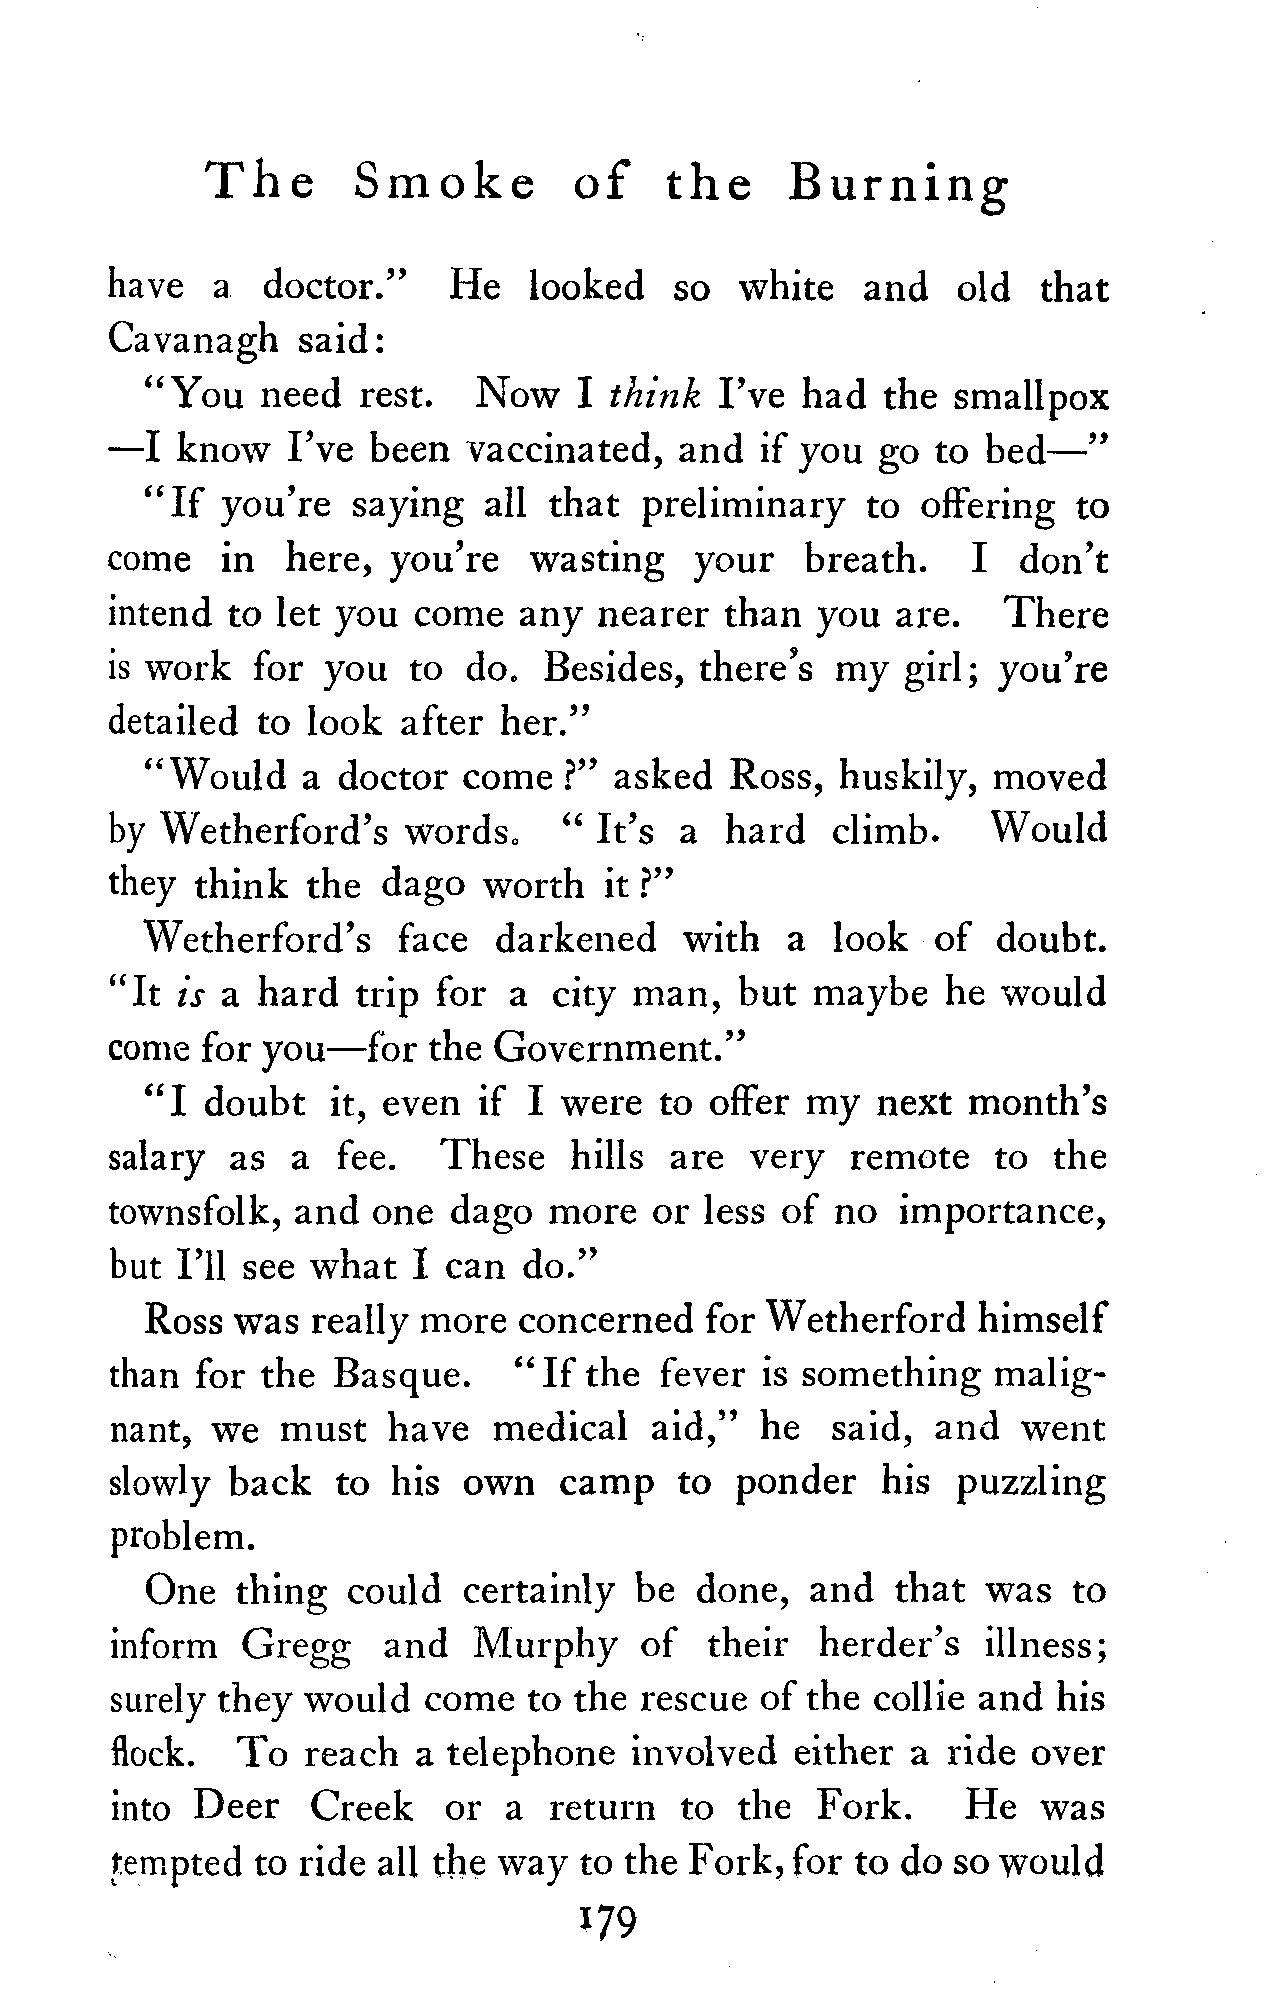 The Smoke of the Burning
have a doctor." He looked so white and old that
Cavanagh said:
"You need rest. Now I think I've had the smallpox
—I know I've been vaccinated, and if you go to bed—"
"If you're saying all that preliminary to offering to
come in here, you're wasting your breath. I don't
intend to let you come any nearer than you are. There
is work for you to do. Besides, there's my girl; you're
detailed to look after her."
"Would a doctor come?" asked Ross, huskily, moved
by Wetherford's words. "It's a hard climb. Would
they think the dago worth it?"
Wetherford's face darkened with a look of doubt.
"It is a hard trip for a city man, but maybe he would
come for you—for the Government."
"I doubt it, even if I were to offer my next month's
salary as a fee. These hills are very remote to the
townsfolk, and one dago more or less of no importance,
but I'll see what I can do."
Ross was really more concerned for Wetherford himself
than for the Basque. "If the fever is something malig-
nant, we must have medical aid," he said, and went
slowly back to his own camp to ponder his puzzling
problem.
One thing could certainly be done, and that was to
inform Gregg and Murphy of their herder's illness;
surely they would come to the rescue of the collie and his
flock. To reach a telephone involved either a ride over
into Deer Creek or a return to the Fork. He was
tempted to ride all the way to the Fork, for to do so would
179